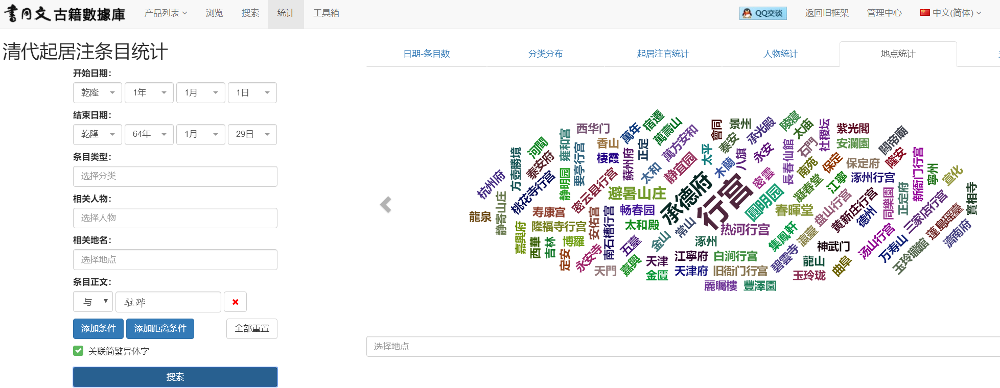 書同文古籍數據庫
产品列表 浏览 搜索 统计 工具箱 QQ交谈 返回旧框架 管理中心 中文(简体)
清代起居注条目统计
开始日期:
乾隆 1年 1月 1日
结束日期:
乾隆 64年 1月 29日
条目类型:
选择分类
相关人物:
选择人物
相关地名:
选择地点
条目正文:
与 驻跸
添加条件 添加距离条件 全部重置
关联简繁异体字
搜索
日期-条目数 分类分布 起居注官统计 人物统计 地点统计
西华门
萬年
宿遷
萬壽山
會同
景州
承光殿
陵寝
太庙
社稷坛
紫光閣
河間
雍和宫
香山
正定
萬方安和
泰安
石門
安瀾園
關帝廟
方壺勝境
泰安府
要亭行宫
棲霞
蘇州府
太和
静宜园
太平
木蘭
八旗
永安
長春仙館
南苑
保定
保定府
隆安
新衙门行宫
寧州
宣化
杭州府
桃花寺行宫
静明园
密云县行宫
避暑山庄
承德府
行宫
密雲
圓明园
凝春堂
江寧
涿州行宫
正定府
寳相寺
龍泉
静寄山庄
寿康宫
安佑宫
畅春园
春暉堂
盘山行宫
黄新庄行宫
德州
同樂園
三家店行宫
蓬島瑶臺
濟南府
嘉興府
隆福寺行宫
南石槽行宫
太和殿
常山
热河行宫
集鳳軒
瀛臺
汤山行宫
万寿山
玉玲瓏館
西華
吉林
博羅
五臺
金山
涿州
神武门
定安
永安寺
天門
嘉興
天津
江寧府
白涧行宫
碧雲寺
龍山
曲阜
金匱
天津府
旧衙门行宫
玉玲珑
麗矚樓
豐澤園
选择地点